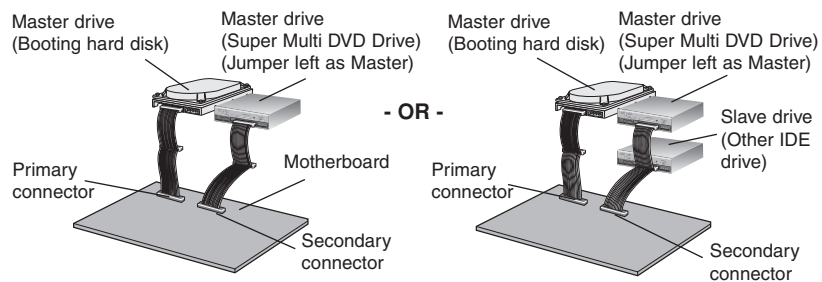 Master drive
(Booting hard disk)
Master drive
(Super Multi DVD Drive)
(Jumper left as Master)
Primary
connector
Motherboard
Secondary
connector
- OR -
Master drive
(Booting hard disk)
Master drive
(Super Multi DVD Drive)
(Jumper left as Master)
Slave drive
(Other IDE
drive)
Primary
connector
Secondary
connector